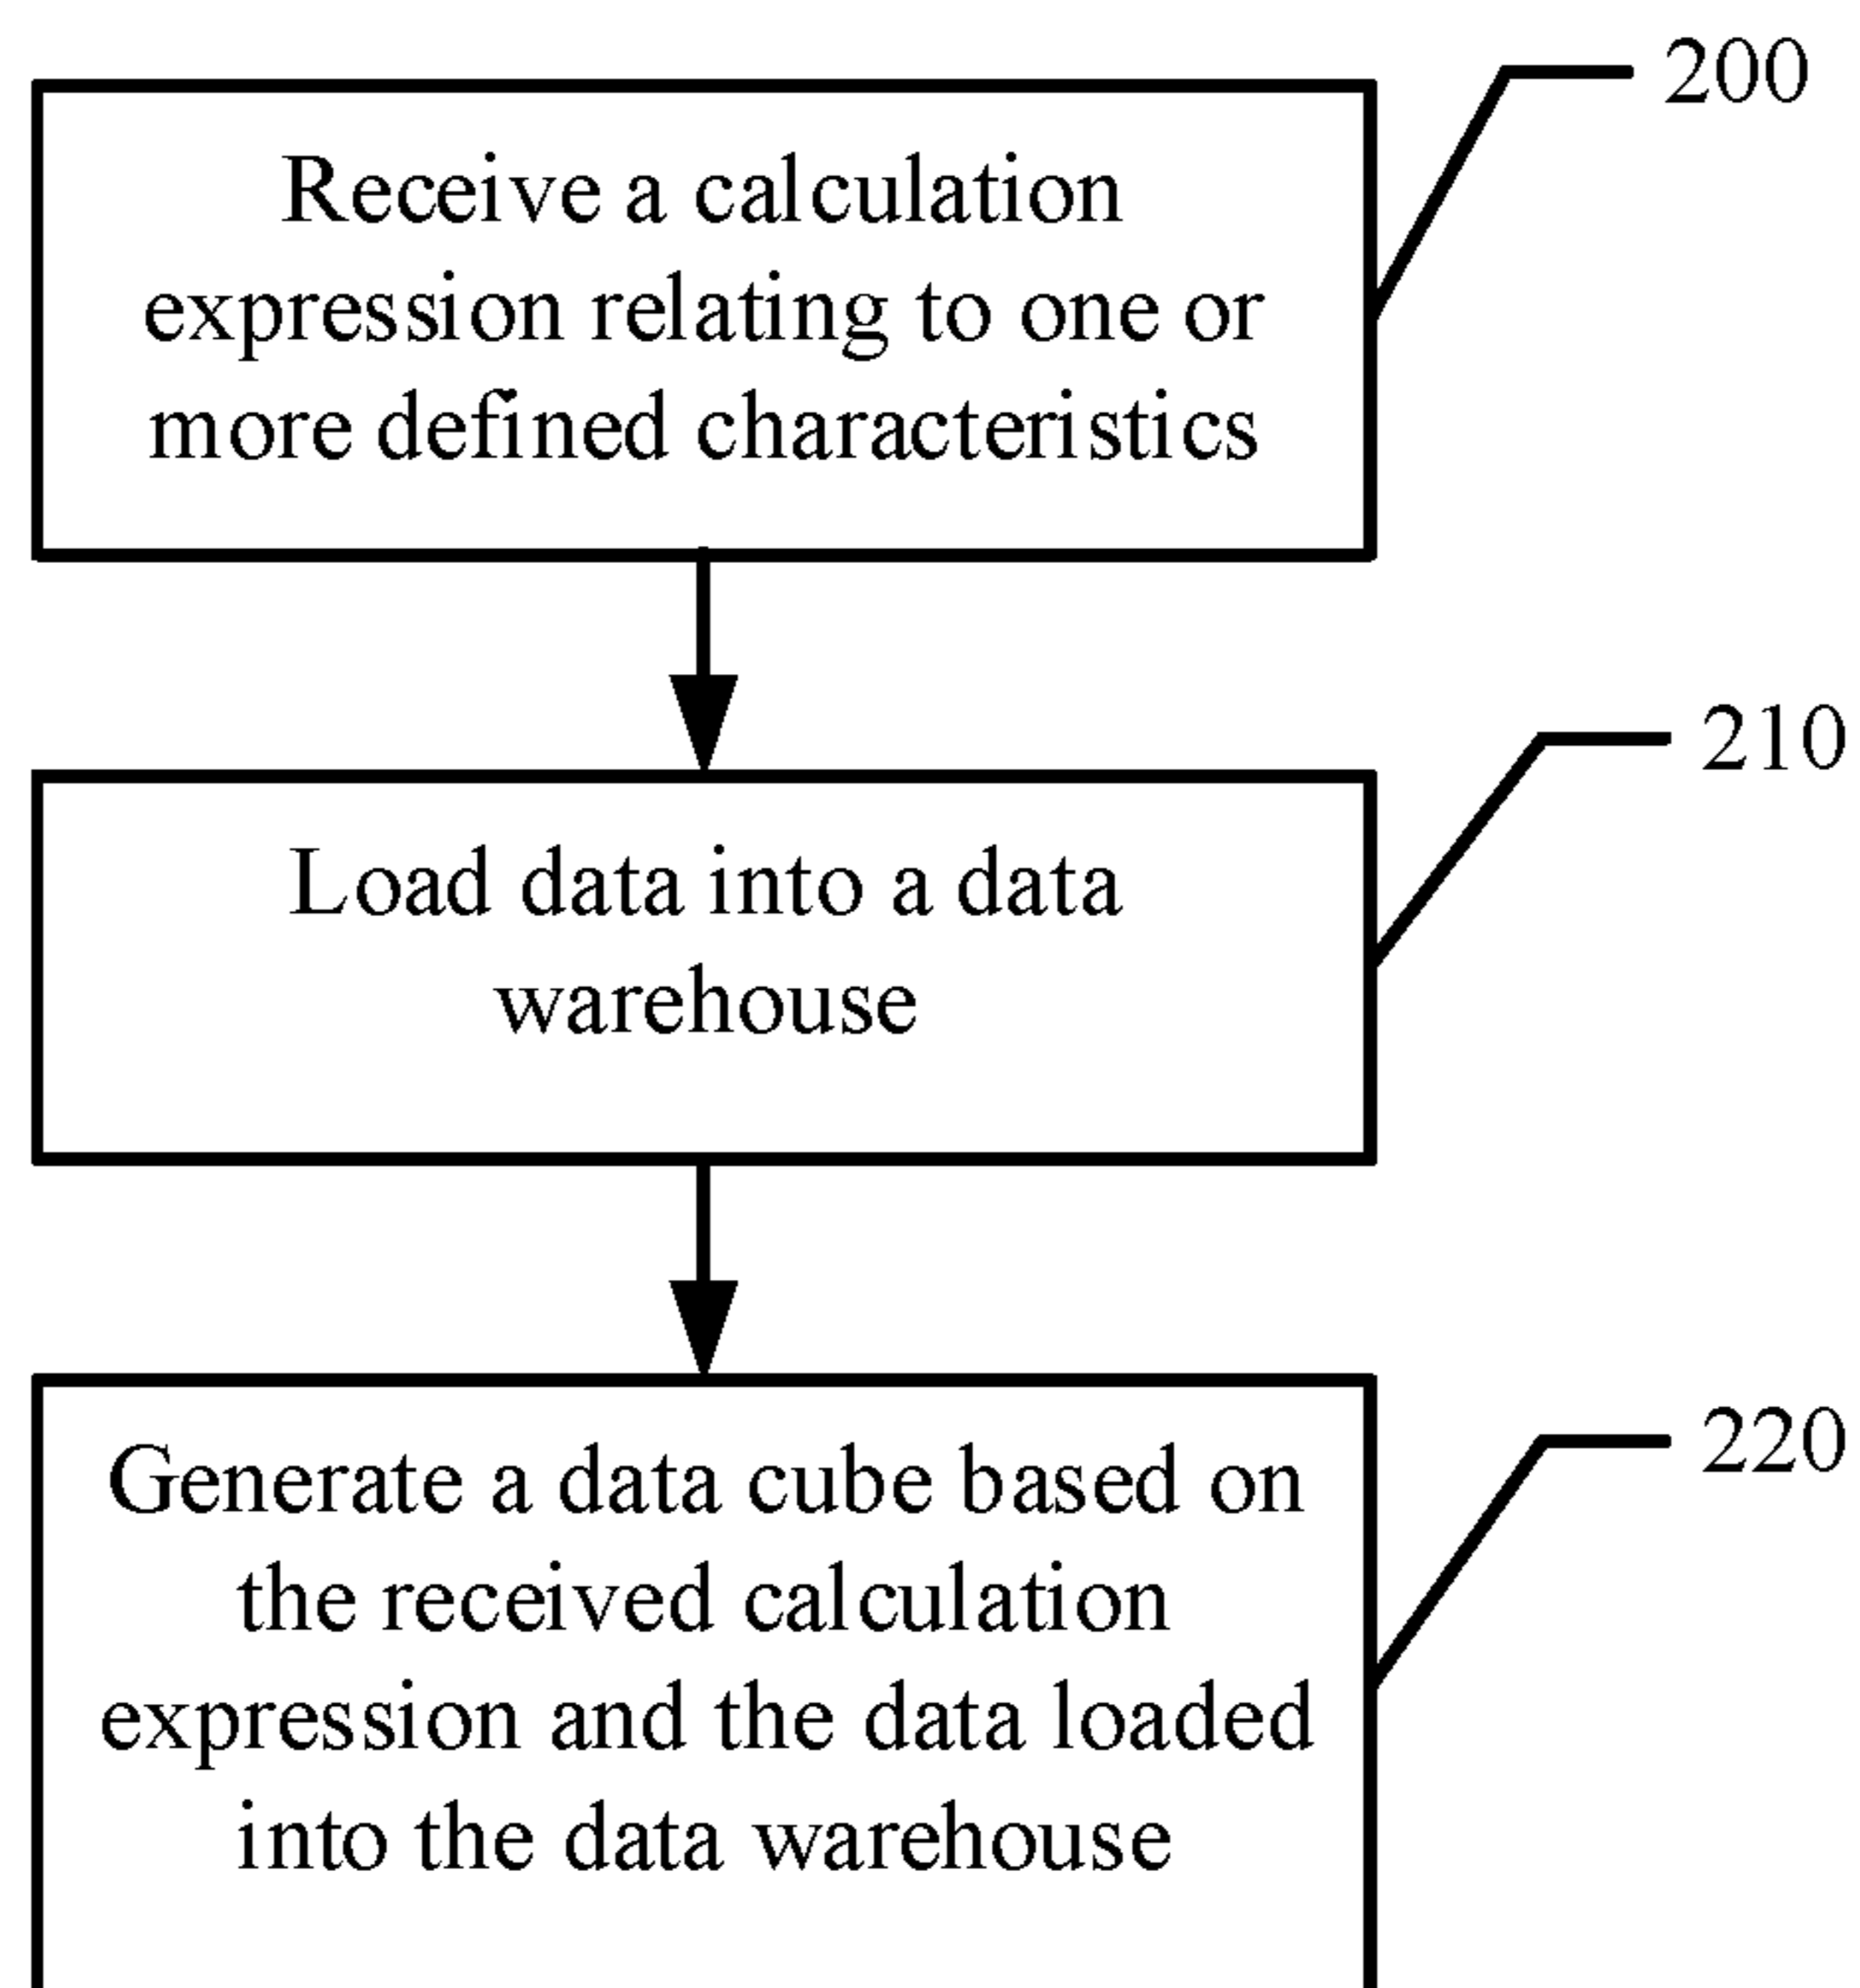 200
Receive a calculation
expression relating to one or
more defined characteristics
210
Load data into a data
warehouse
220
Generate a data cube based on
the received calculation
expression and the data loaded
into the data warehouse